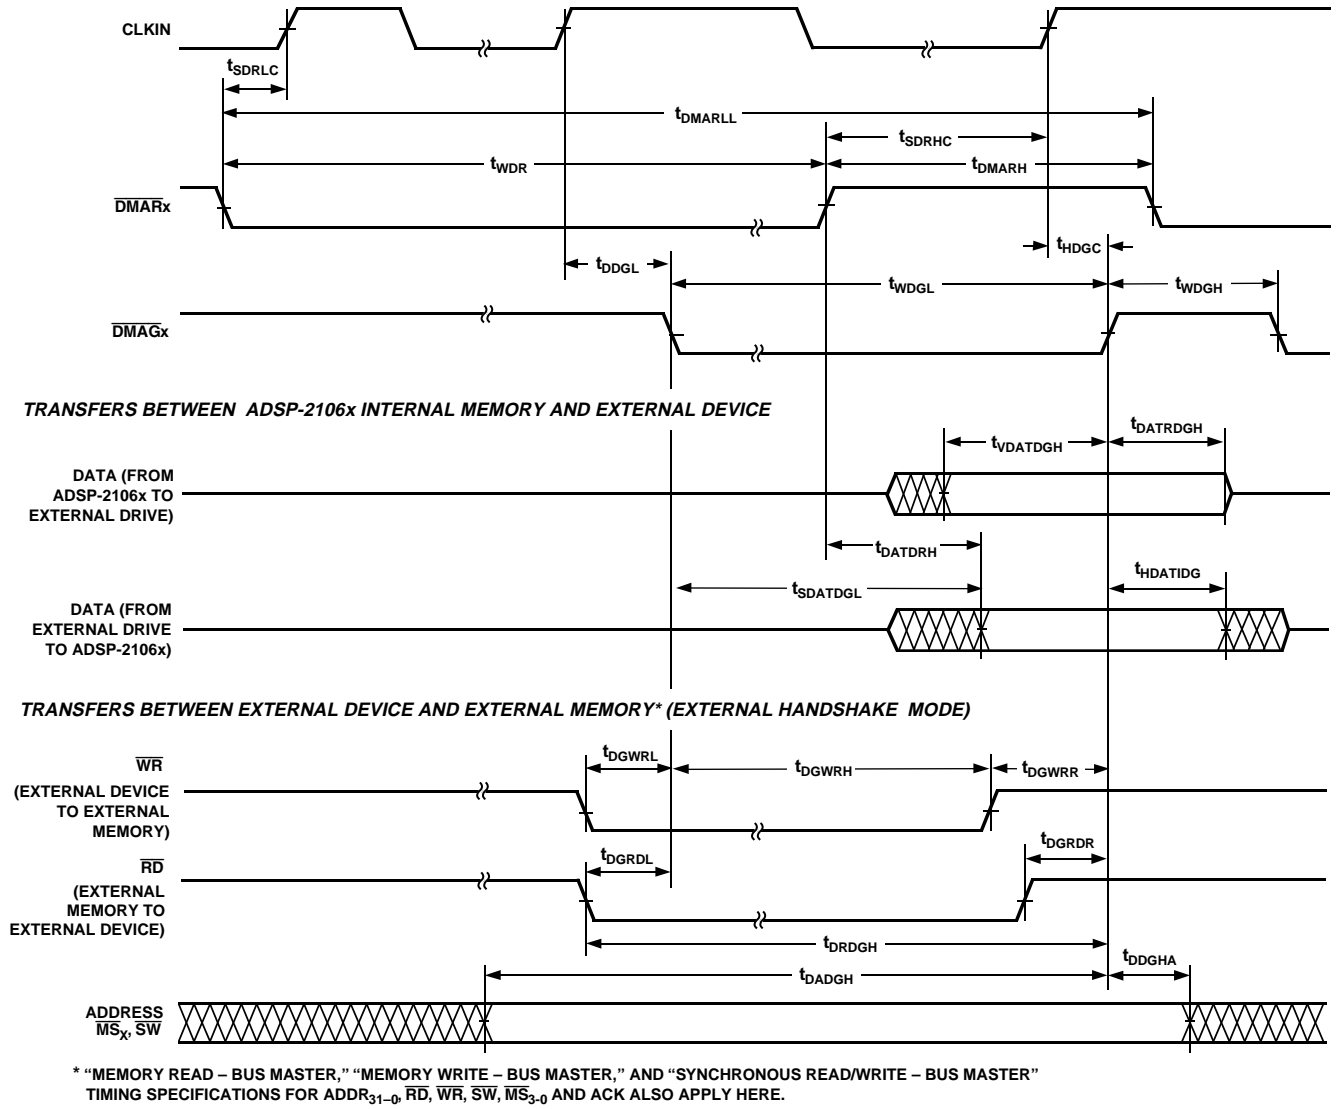 CLKIN
tSDRLC
tDMARLL
tSDRHC
tWDR
tDMARH
DMARx
tHDGC
tDDGL
tWDGL
tWDGH
DMAGx
TRANSFERS BETWEEN ADSP-2106x INTERNAL MEMORY AND EXTERNAL DEVICE
tDATRDGH
tVDATDGH
DATA (FROM
ADSP-2106x TO
EXTERNAL DRIVE)
tDATDRH
tHDATIDG
tSDATDGL
DATA (FROM
EXTERNAL DRIVE
TO ADSP-2106x)
TRANSFERS BETWEEN EXTERNAL DEVICE AND EXTERNAL MEMORY* (EXTERNAL HANDSHAKE MODE)
tDGWRL
tDGWRH
tDGWRR
WR
(EXTERNAL DEVICE
TO EXTERNAL
MEMORY)
tDGRDR
tDGRDL
RD
(EXTERNAL
MEMORY TO
EXTERNAL DEVICE)
tDRDGH
tDDGHA
tDADGH
ADDRESS
MSX, SW
* “MEMORY READ – BUS MASTER,” “MEMORY WRITE – BUS MASTER,” AND “SYNCHRONOUS READ/WRITE – BUS MASTER”
TIMING SPECIFICATIONS FOR ADDR31–0, RD, WR, SW, MS3-0 AND ACK ALSO APPLY HERE.